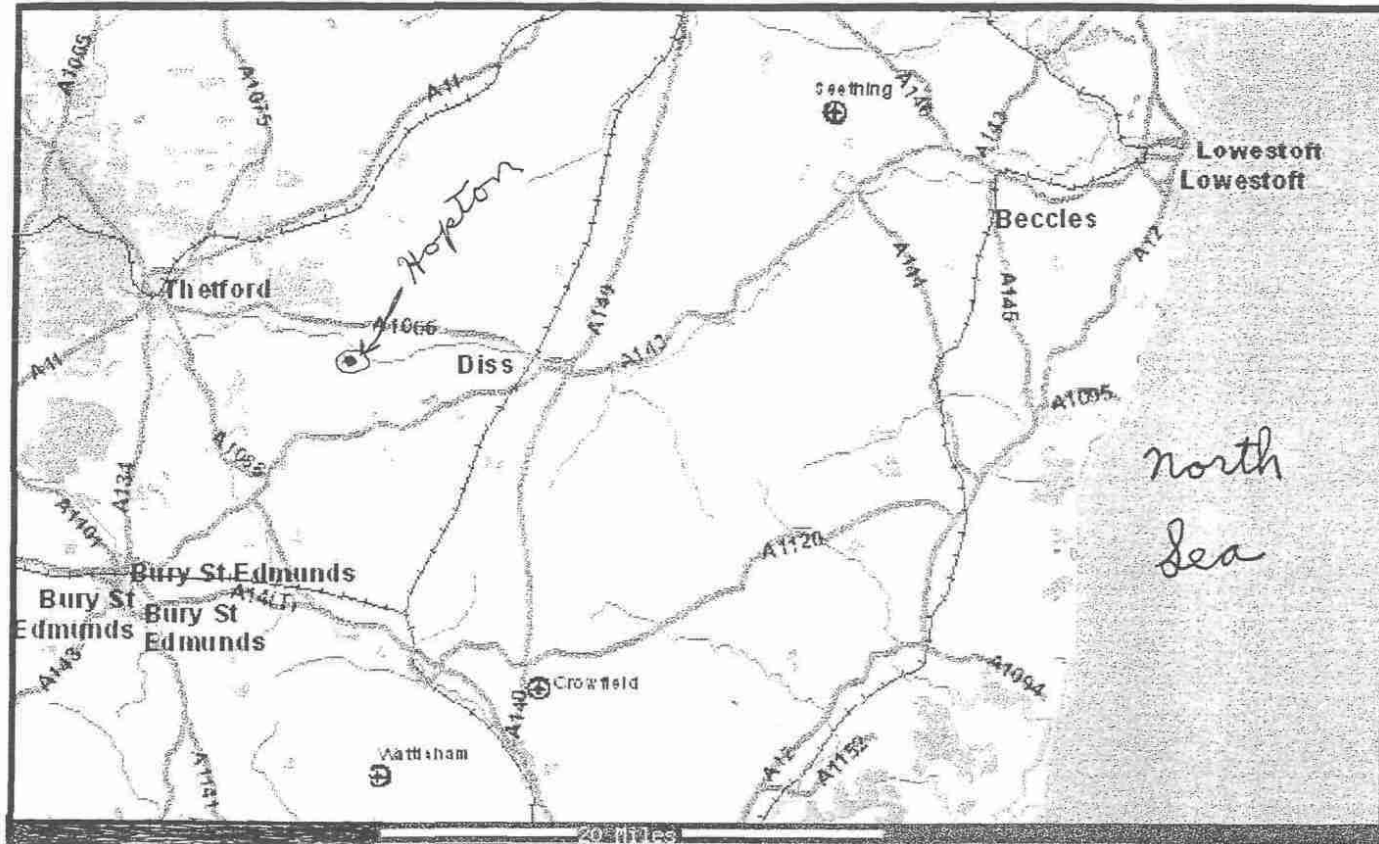 A1065
A1075
A11
Seething
A146
A143
Lowestoft
Lowestoft
Beccles
A12
Hopton
Thetford
A1066
A140
A144
A145
A11
Diss
A143
A1095
A1088
A134
A1101
North
Sea
A1120
Bury St Edmunds
Bury St
Edmunds
A14(T)
Bury St
Edmunds
A143
A1094
Crowfield
A140
Wattisham
A1141
A12
A1152
20 Miles